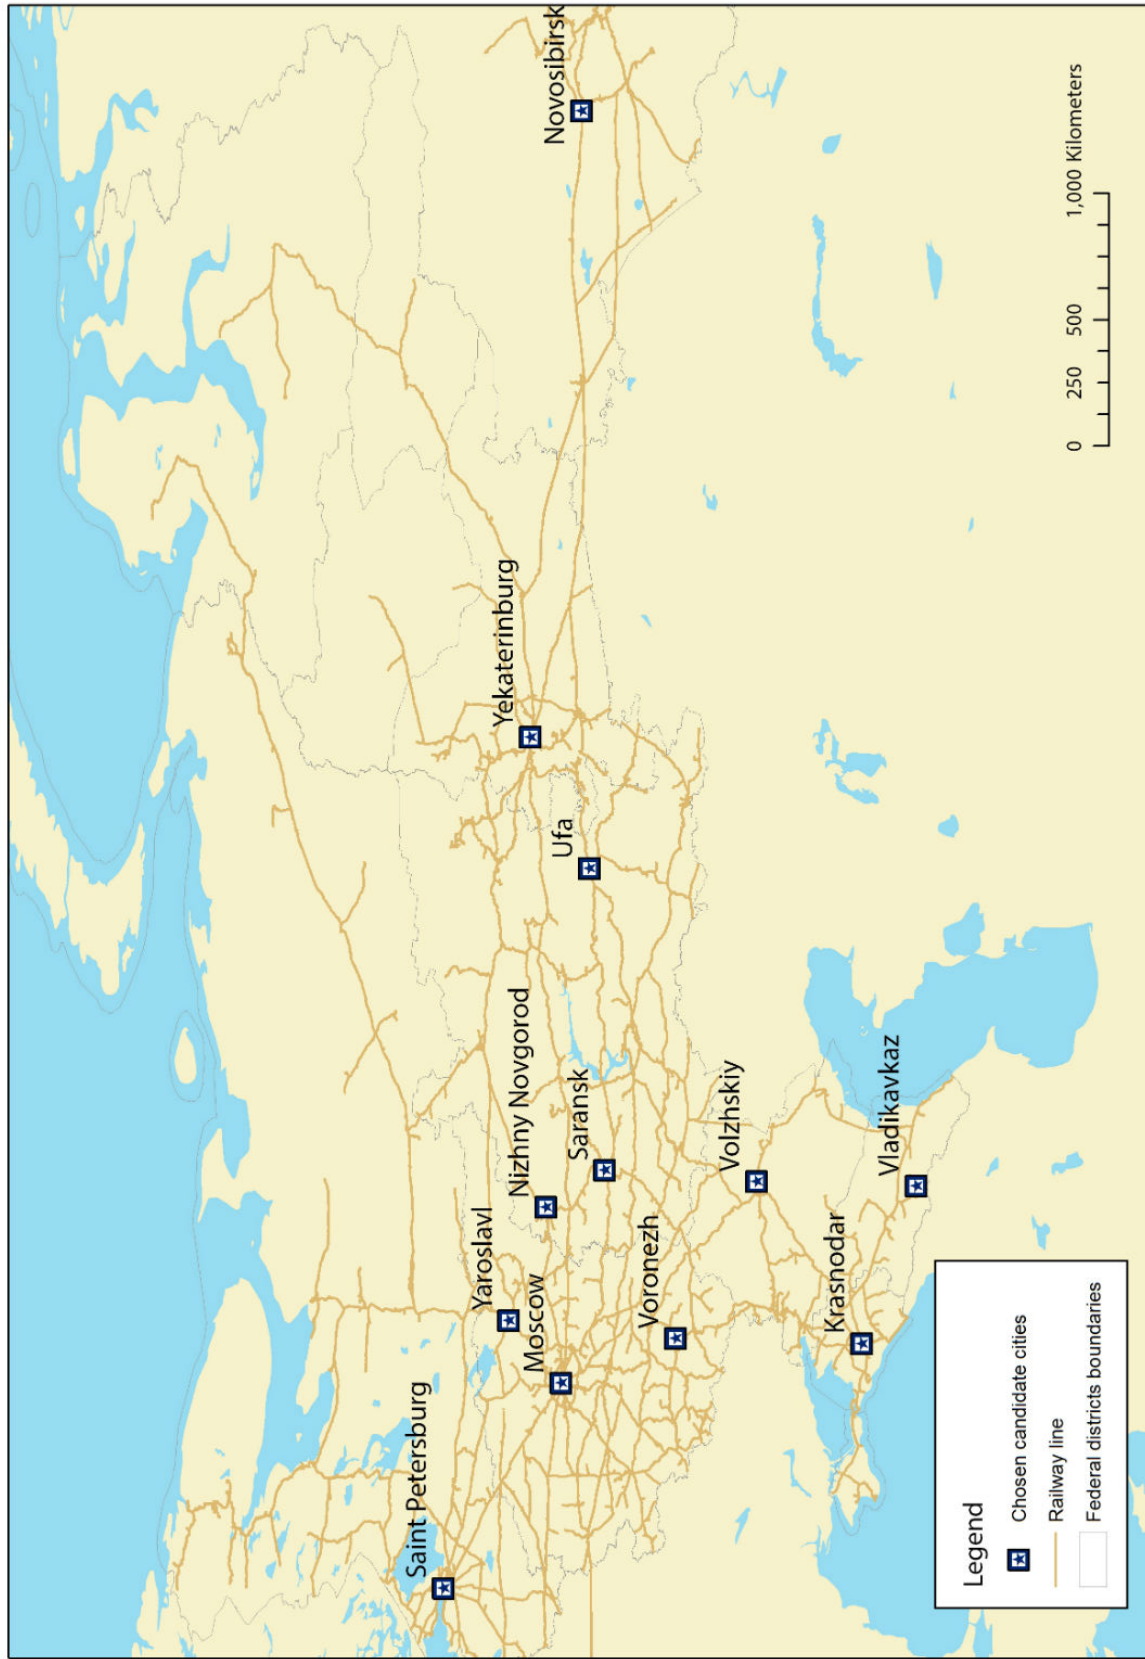 Novosibirsk
Yekaterinburg
Ufa
Nizhny Novgorod
Saransk
Yaroslavl
Moscow
Saint Petersburg
Voronezh
Volzhskiy
Vladikavkaz
Krasnodar
Legend
Chosen candidate cities
Railway line
Federal districts boundaries
0 250 500 1,000 Kilometers